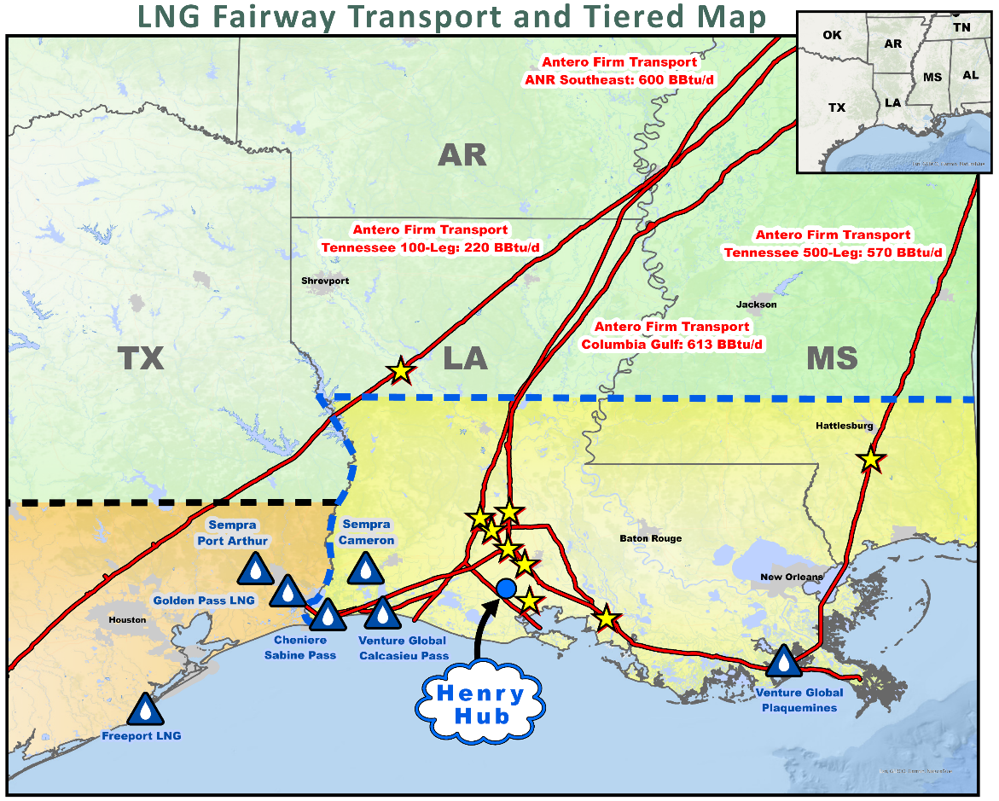 LNG Fairway Transport and Tiered Map
OK
AR
TN
MS
AL
TX
LA
Antero Firm Transport
ANR Southeast: 600 BBtu/d
AR
Antero Firm Transport
Tennessee 100-Leg: 220 BBtu/d
Antero Firm Transport
Tennessee 500-Leg: 570 BBtu/d
Shrevport
Jackson
Antero Firm Transport
Columbia Gulf: 613 BBtu/d
TX
LA
MS
Hattlesburg
Sempra
Port Arthur
Sempra
Cameron
Baton Rouge
New Orleans
Golden Pass LNG
Houston
Cheniere
Sabine Pass
Venture Global
Calcasieu Pass
Henry
Hub
Venture Global
Plaquemines
Freeport LNG